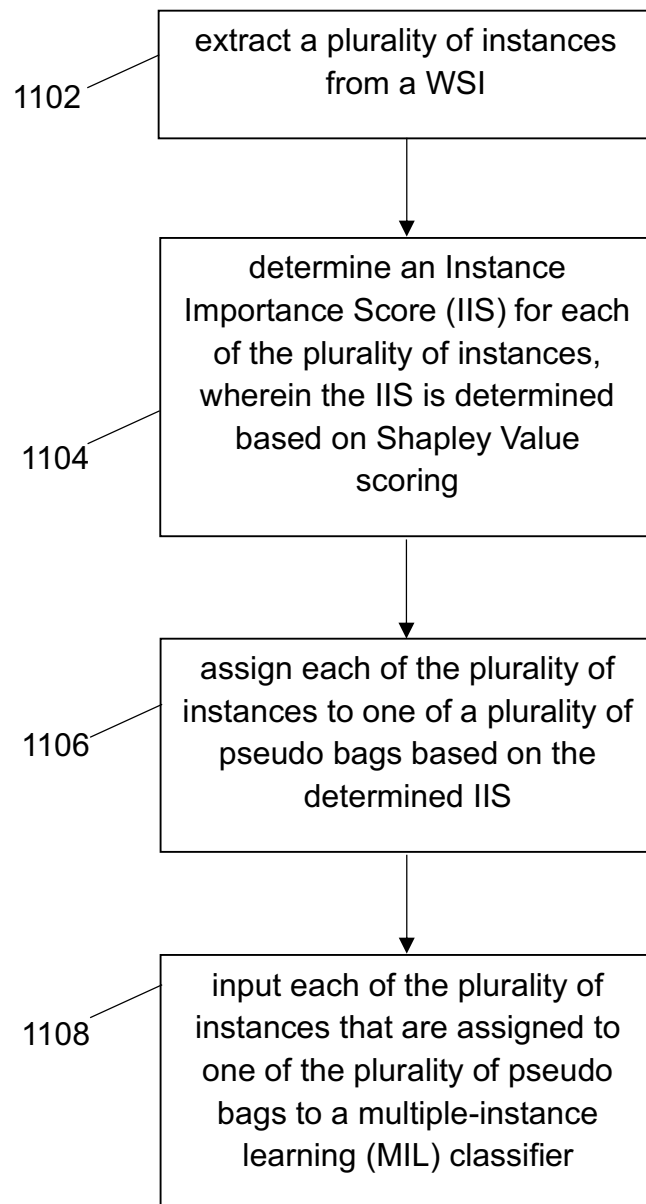 extract a plurality of instances
from a WSI
1102
determine an Instance
Importance Score (IIS) for each
of the plurality of instances,
wherein the IIS is determined
based on Shapley Value
scoring
1104
assign each of the plurality of
instances to one of a plurality of
pseudo bags based on the
determined IIS
1106
input each of the plurality of
instances that are assigned to
one of the plurality of pseudo
bags to a multiple-instance
learning (MIL) classifier
1108